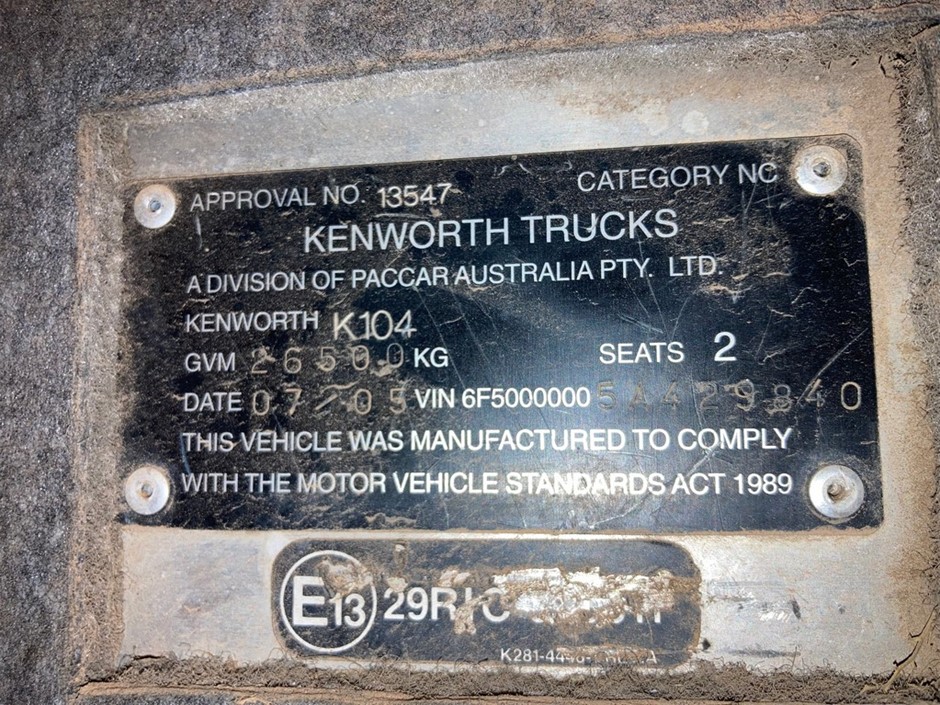 APPROVAL NO. 13547 CATEGORY NC
KENWORTH TRUCKS
A DIVISION OF PACCAR AUSTRALIA PTY. LTD.
KENWORTH K104
GVM 26500 KG SEATS 2
DATE 07/05 VIN 6F5000000 5A429840
THIS VEHICLE WAS MANUFACTURED TO COMPLY
WITH THE MOTOR VEHICLE STANDARDS ACT 1989
E13